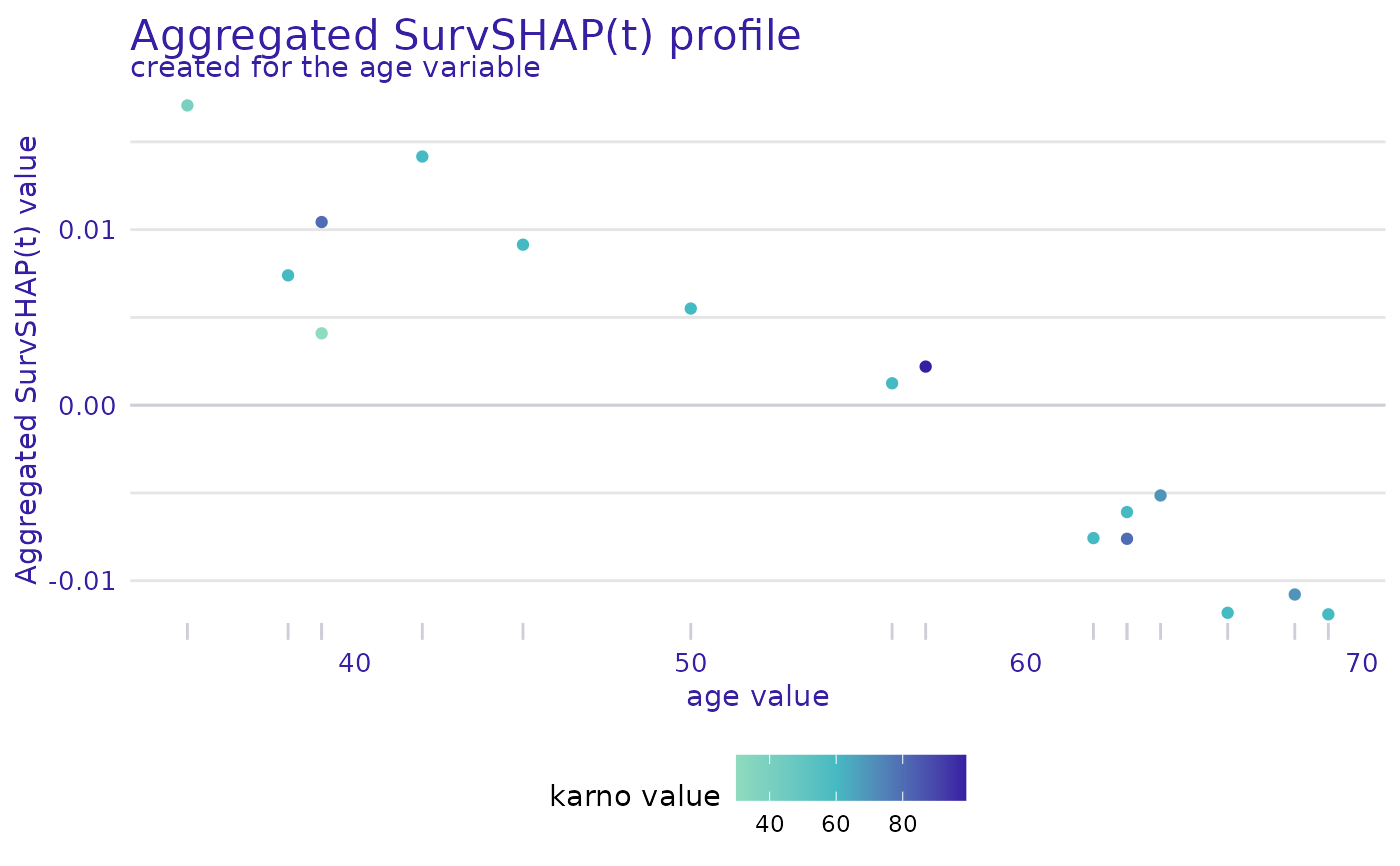 Aggregated SurvSHAP(t) profile
created for the age variable
Aggregated SurvSHAP(t) value
0.01
0.00
-0.01
40 50 60 70
age value
karno value
40 60 80